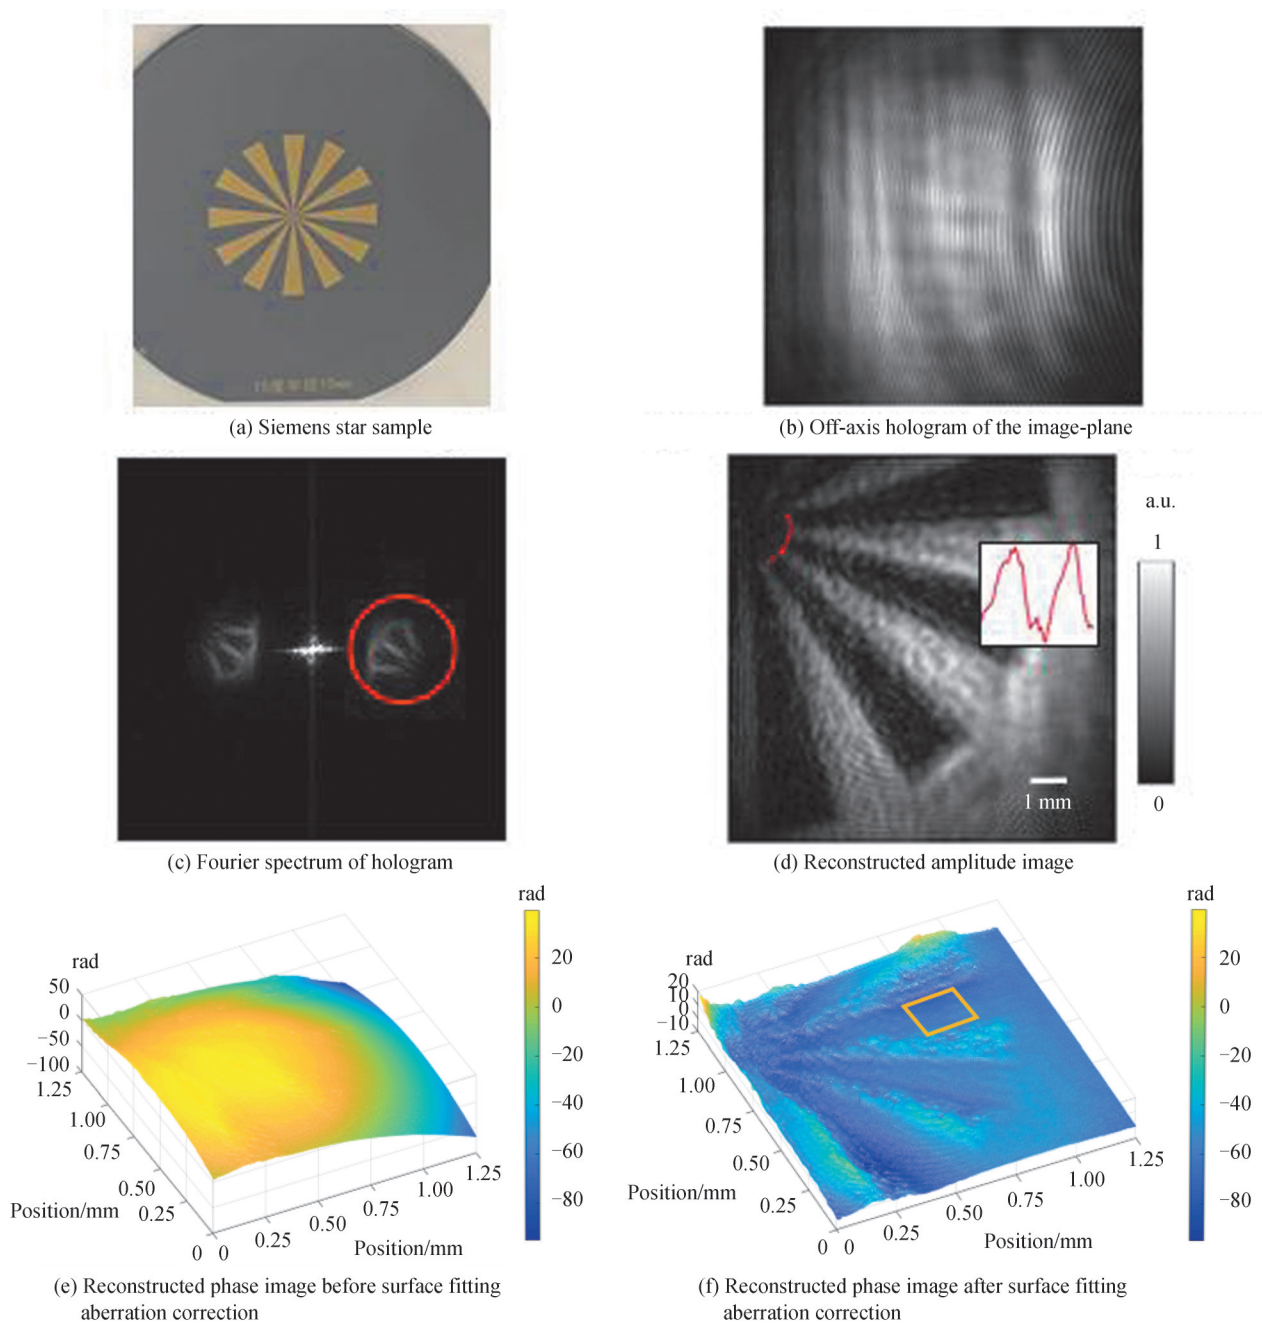 (a) Siemens star sample
(b) Off-axis hologram of the image-plane
a.u.
1
1 mm
0
(c) Fourier spectrum of hologram
(d) Reconstructed amplitude image
rad
20
0
−20
−40
−60
−80
rad
50
0
−50
−100
1.25
1.00
0.75
0.50
0.25
0
Position/mm
0
0.25
0.50
0.75
1.00
1.25
Position/mm
rad
20
0
−20
−40
−60
−80
rad
20
10
0
−10
1.25
1.00
0.75
0.50
0.25
0
Position/mm
0
0.25
0.50
0.75
1.00
1.25
Position/mm
(e) Reconstructed phase image before surface fitting
aberration correction
(f) Reconstructed phase image after surface fitting
aberration correction